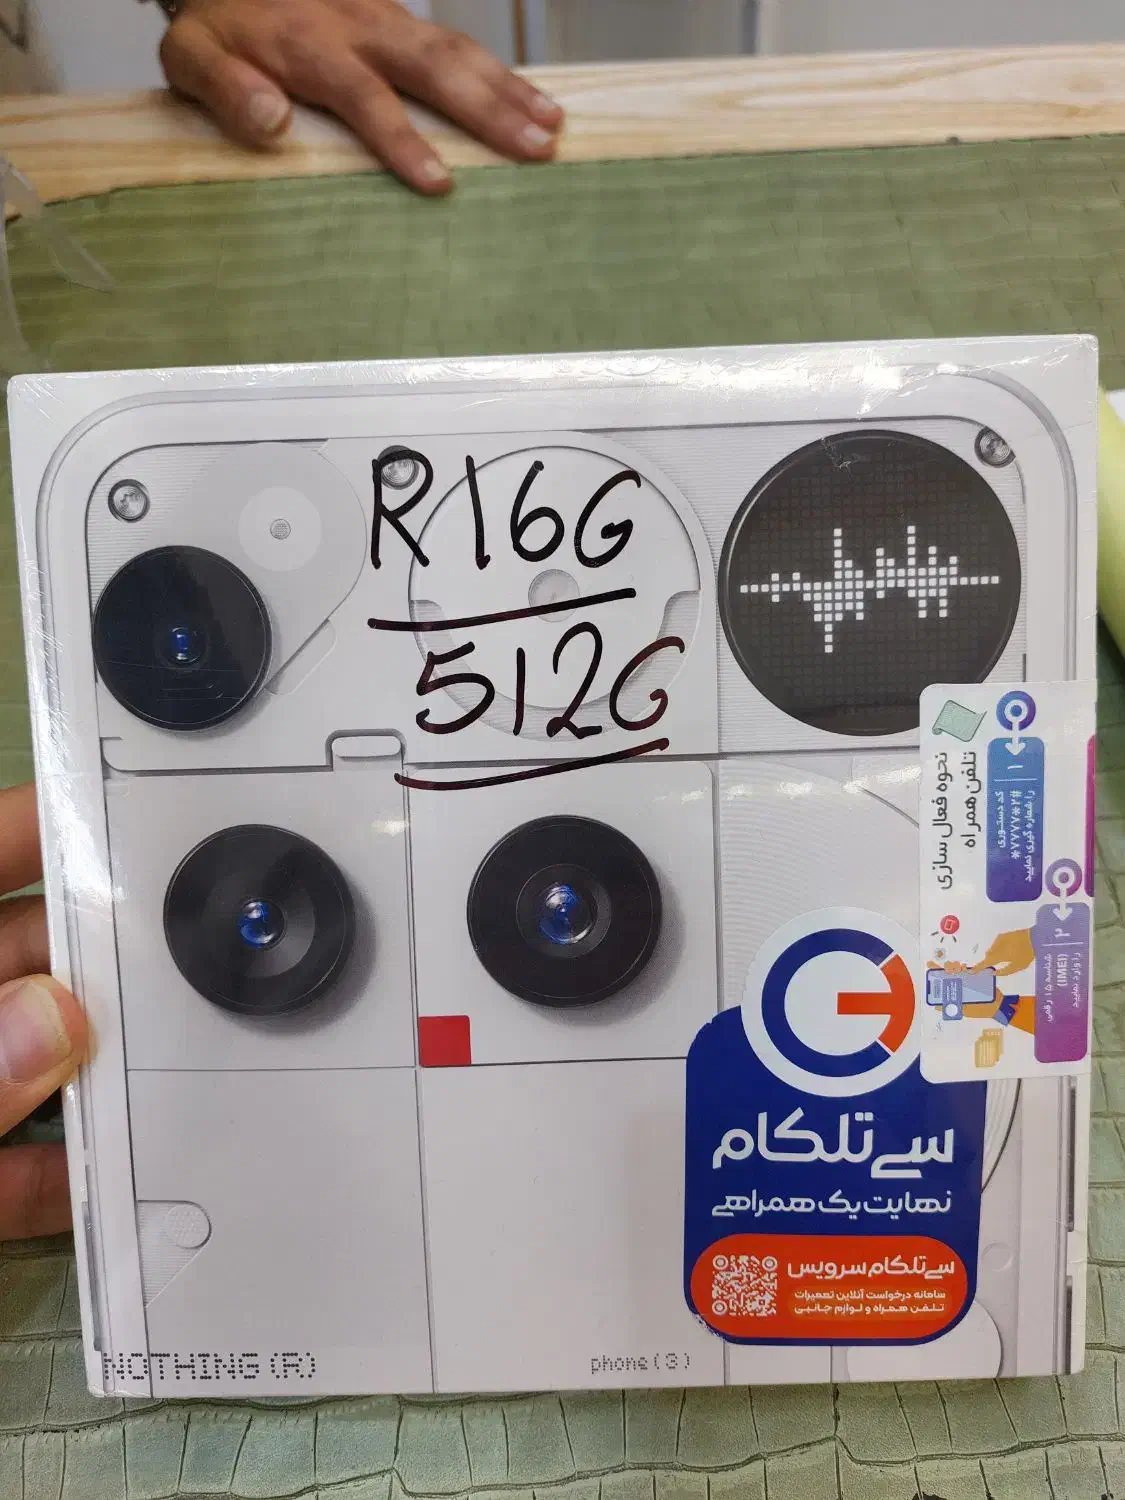 R16G
512G
نحوه فعال سازی
تلفن همراه
۱
کد دستوری
*۷۷۷۷*۲#
را شماره گیری نمایید
۲
شناسه ۱۵ رقمی
(IMEI)
را وارد نمایید
سی تلکام
نهایت یک همراهی
سی تلکام سرویس
سامانه درخواست آنلاین تعمیرات
تلفن همراه و لوازم جانبی
NOTHING (R)
phone (3)